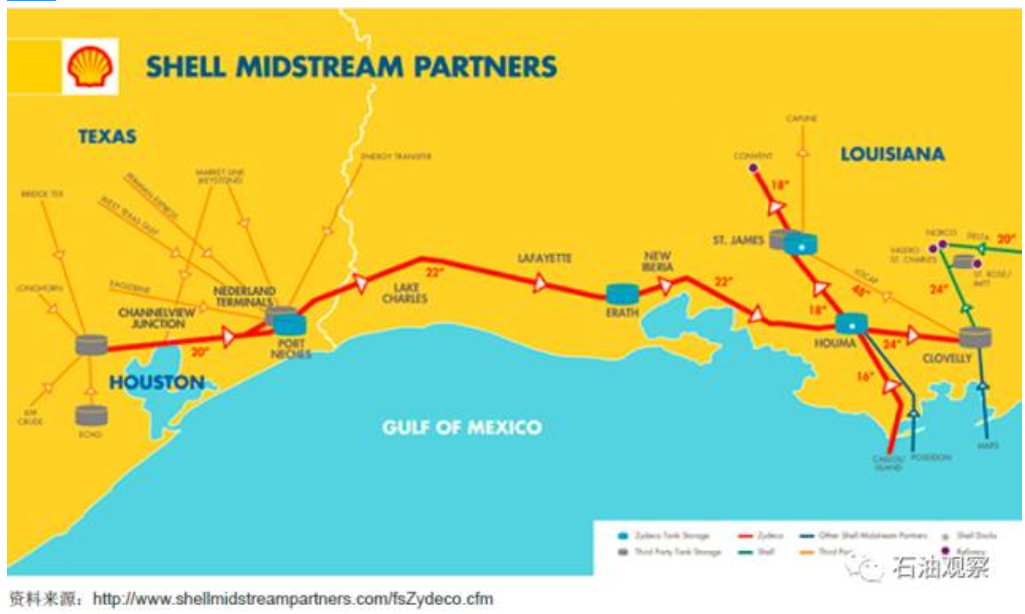 SHELL MIDSTREAM PARTNERS
TEXAS
LOUISIANA
CAPLINE
CONVENT
18"
ENERGY TRANSFER
MARKET LINK
(KEYSTONE)
BRIDGE TEX
PERMIAN EXPRESS
WEST TEXAS GULF
ST. JAMES
NORCO
DELTA
20"
ST. CHARLES
ST. ROSE/
LOCAP
48"
24"
LONGHORN
EAGLEBINE
NEDERLAND
TERMINALS
CHANNELVIEW
JUNCTION
22"
LAKE
CHARLES
LAFAYETTE
NEW
IBERIA
22"
ERATH
18"
HOUMA
24"
CLOVELLY
20"
PORT
NECHES
HOUSTON
16"
KM
CRUDE
ECHO
GULF OF MEXICO
CAILLOU
ISLAND
POSEIDON
MARS
Zydeco Tank Storage
Zydeco
Other Shell Midstream Partners
Shell Docks
Third Party Tank Storage
Shell
Third Par
Refinery
石油观察
资料来源：http://www.shellmidstreampartners.com/fsZydeco.cfm